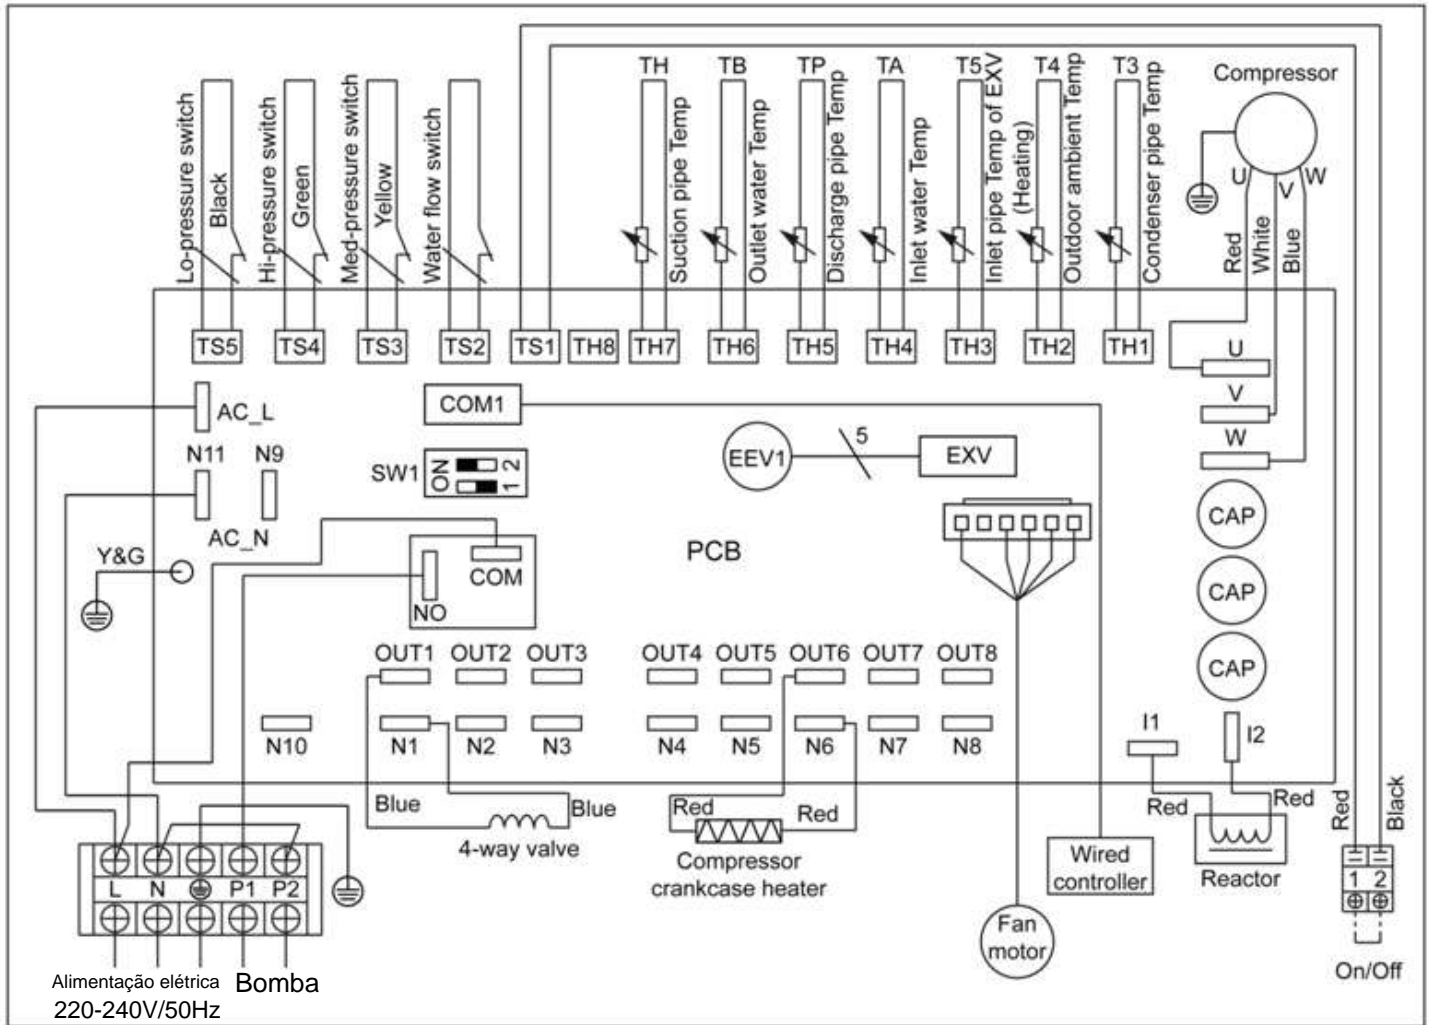 TH TB TP TA T5 T4 T3
Compressor
Lo-pressure switch
Black
Hi-pressure switch
Green
Med-pressure switch
Yellow
Water flow switch
Suction pipe Temp
Outlet water Temp
Discharge pipe Temp
Inlet water Temp
Inlet pipe Temp of EXV
(Heating)
Outdoor ambient Temp
Condenser pipe Temp
U V W
Red
White
Blue
TS5 TS4 TS3 TS2 TS1 TH8 TH7 TH6 TH5 TH4 TH3 TH2 TH1
U
V
W
AC_L
COM1
N11 N9
SW1
ON
1 2
EEV1
5
EXV
AC_N
CAP
Y&G
PCB
COM
NO
CAP
OUT1 OUT2 OUT3 OUT4 OUT5 OUT6 OUT7 OUT8
CAP
N10 N1 N2 N3 N4 N5 N6 N7 N8
I1 I2
Blue
Blue
4-way valve
Red
Red
Compressor
crankcase heater
Wired
controller
Red
Red
Reactor
Red
Black
L N P1 P2
1 2
Fan
motor
On/Off
Alimentação elétrica
220-240V/50Hz
Bomba